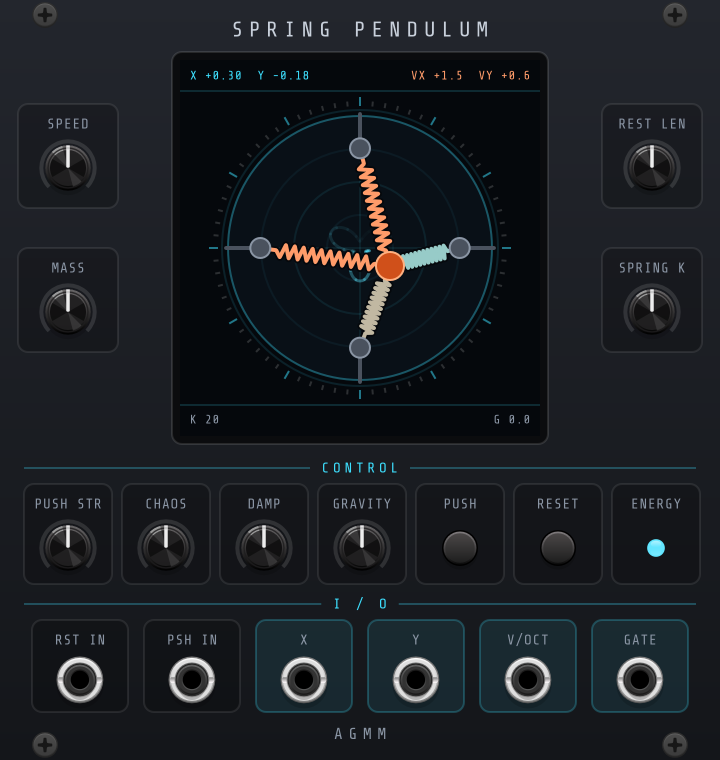 SPRING PENDULUM
X +0.30 Y -0.18 VX +1.5 VY +0.6
SPEED
REST LEN
MASS
SPRING K
K 20 G 0.0
CONTROL
PUSH STR CHAOS DAMP GRAVITY PUSH RESET ENERGY
I / O
RST IN PSH IN X Y V/OCT GATE
AGMM